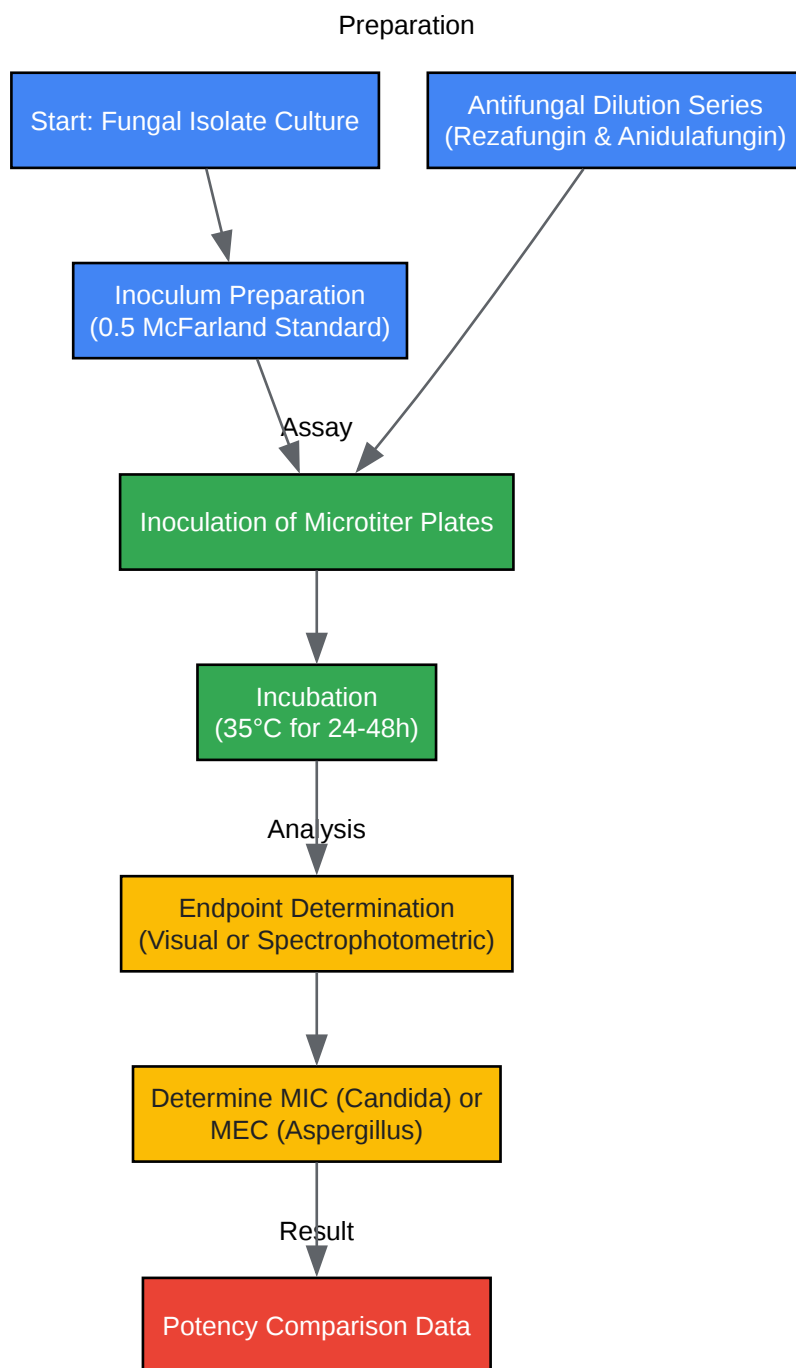 Preparation
Start: Fungal Isolate Culture
Antifungal Dilution Series
(Rezafungin & Anidulafungin)
Inoculum Preparation
(0.5 McFarland Standard)
Assay
Inoculation of Microtiter Plates
Incubation
(35°C for 24-48h)
Analysis
Endpoint Determination
(Visual or Spectrophotometric)
Determine MIC (Candida) or
MEC (Aspergillus)
Result
Potency Comparison Data